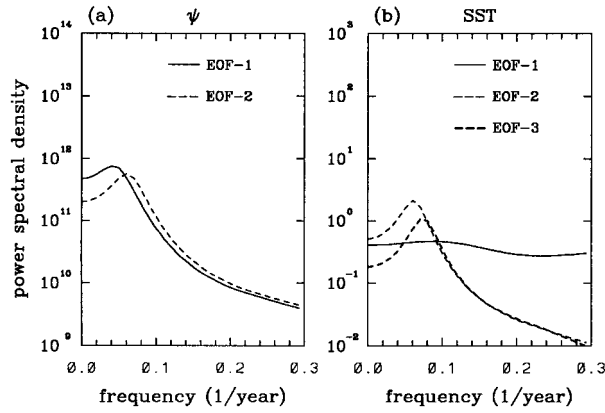 (a) ψ
(b) SST
power spectral density
10^14
10^13
10^12
10^11
10^10
10^9
EOF-1
EOF-2
0.0 0.1 0.2 0.3
frequency (1/year)
10^3
10^2
10^1
10^0
10^-1
10^-2
EOF-1
EOF-2
EOF-3
0.0 0.1 0.2 0.3
frequency (1/year)